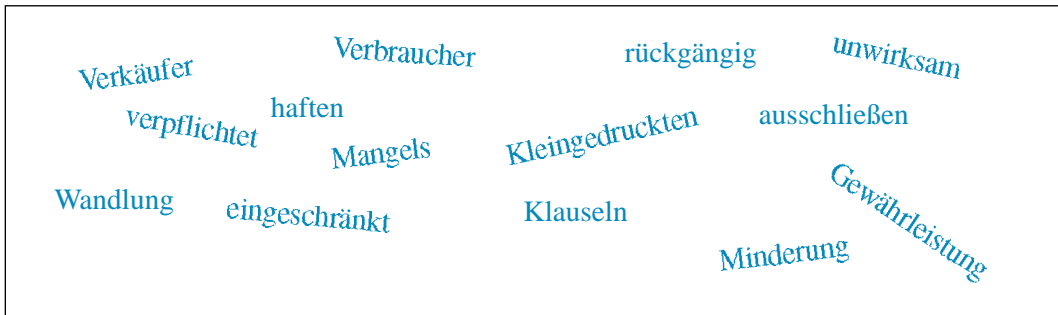 Verkäufer
Verbraucher
rückgängig
unwirksam
verpflichtet
haften
Mangels
Kleingedruckten
ausschließen
Wandlung
eingeschränkt
Klauseln
Gewährleistung
Minderung